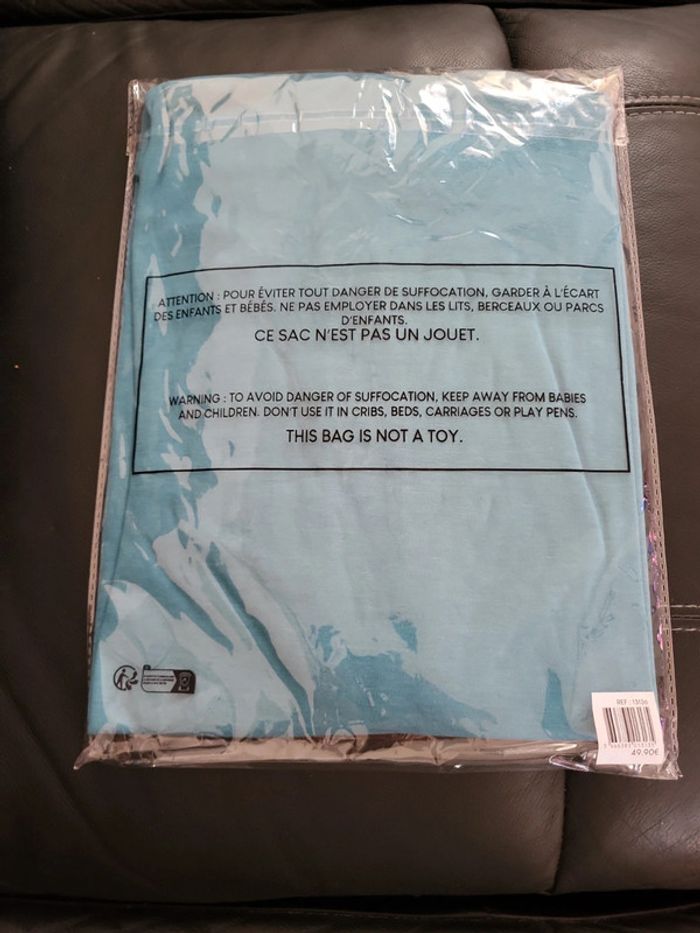 ATTENTION : POUR ÉVITER TOUT DANGER DE SUFFOCATION, GARDER À L'ÉCART
DES ENFANTS ET BÉBÉS. NE PAS EMPLOYER DANS LES LITS, BERCEAUX OU PARCS
D'ENFANTS.
CE SAC N'EST PAS UN JOUET.
WARNING : TO AVOID DANGER OF SUFFOCATION, KEEP AWAY FROM BABIES
AND CHILDREN. DON'T USE IT IN CRIBS, BEDS, CARRIAGES OR PLAY PENS.
THIS BAG IS NOT A TOY.
REF : 13136
49.90€